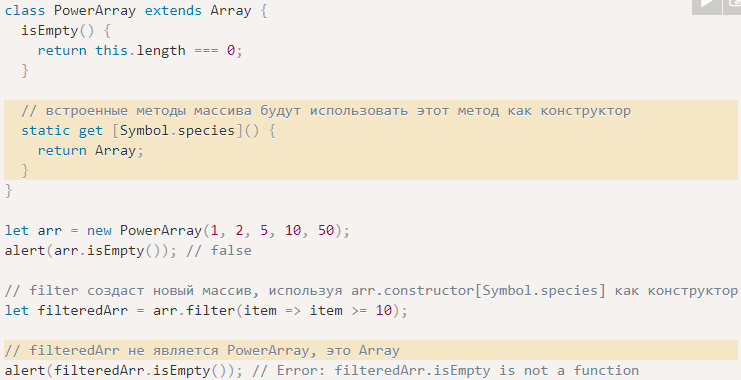 class PowerArray extends Array {
  isEmpty() {
    return this.length === 0;
  }
  // встроенные методы массива будут использовать этот метод как конструктор
  static get [Symbol.species]() {
    return Array;
  }
}
let arr = new PowerArray(1, 2, 5, 10, 50);
alert(arr.isEmpty()); // false
// filter создаст новый массив, используя arr.constructor[Symbol.species] как конструктор
let filteredArr = arr.filter(item => item >= 10);
// filteredArr не является PowerArray, это Array
alert(filteredArr.isEmpty()); // Error: filteredArr.isEmpty is not a function